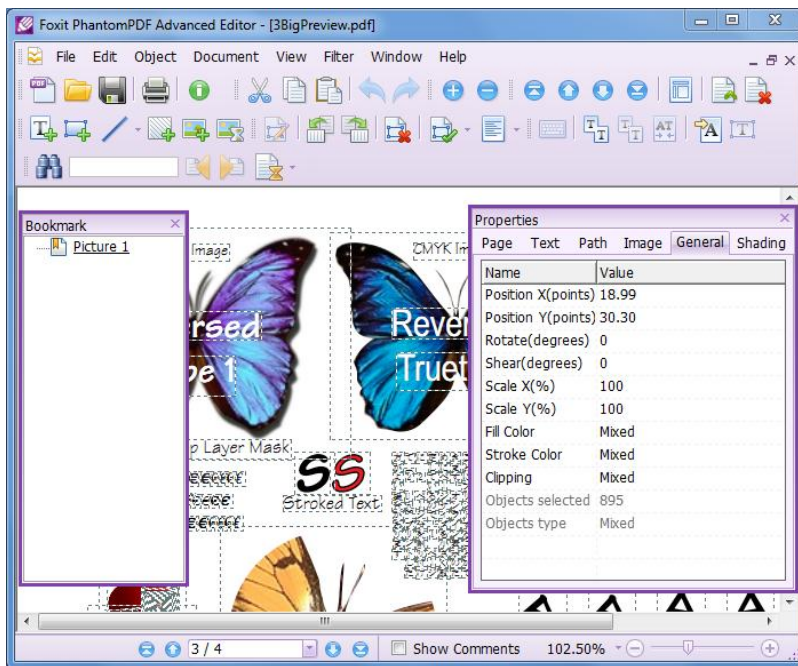 Foxit PhantomPDF Advanced Editor - [3BigPreview.pdf]
File Edit Object Document View Filter Window Help
Bookmark
Picture 1
Image
CMYK Im
rsed
pe 1
Rever
Truet
p Layer Mask
SS
Stroked Text
Properties
Page Text Path Image General Shading
Name Value
Position X(points) 18.99
Position Y(points) 30.30
Rotate(degrees) 0
Shear(degrees) 0
Scale X(%) 100
Scale Y(%) 100
Fill Color Mixed
Stroke Color Mixed
Clipping Mixed
Objects selected 895
Objects type Mixed
3 / 4
Show Comments 102.50%